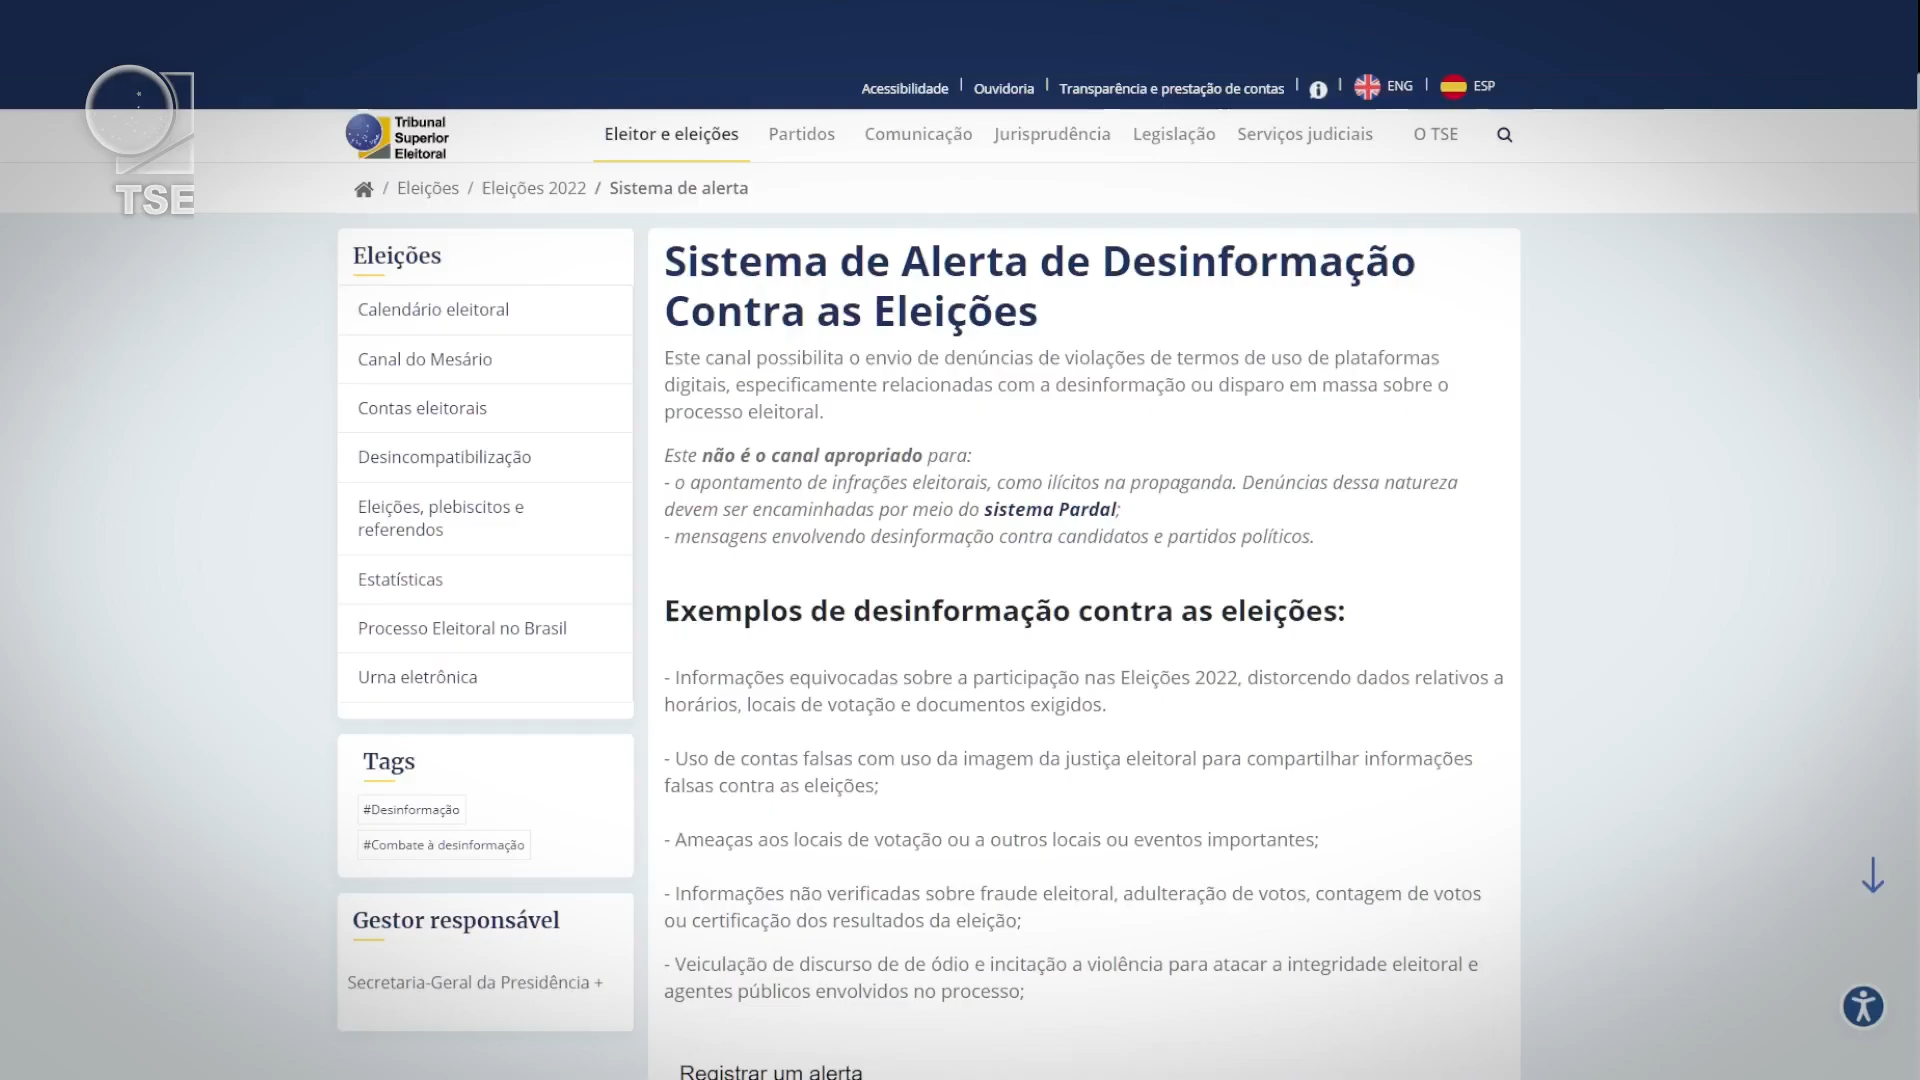 Acessibilidade | Ouvidoria | Transparência e prestação de contas | | ENG | ESP
TSE
Tribunal
Superior
Eleitoral
Eleitor e eleições Partidos Comunicação Jurisprudência Legislação Serviços judiciais O TSE
/ Eleições / Eleições 2022 / Sistema de alerta
Eleições
Calendário eleitoral
Canal do Mesário
Contas eleitorais
Desincompatibilização
Eleições, plebiscitos e
referendos
Estatísticas
Processo Eleitoral no Brasil
Urna eletrônica
Tags
#Desinformação
#Combate à desinformação
Gestor responsável
Secretaria-Geral da Presidência +
Sistema de Alerta de Desinformação
Contra as Eleições
Este canal possibilita o envio de denúncias de violações de termos de uso de plataformas
digitais, especificamente relacionadas com a desinformação ou disparo em massa sobre o
processo eleitoral.
Este não é o canal apropriado para:
- o apontamento de infrações eleitorais, como ilícitos na propaganda. Denúncias dessa natureza
devem ser encaminhadas por meio do sistema Pardal;
- mensagens envolvendo desinformação contra candidatos e partidos políticos.
Exemplos de desinformação contra as eleições:
- Informações equivocadas sobre a participação nas Eleições 2022, distorcendo dados relativos a
horários, locais de votação e documentos exigidos.
- Uso de contas falsas com uso da imagem da justiça eleitoral para compartilhar informações
falsas contra as eleições;
- Ameaças aos locais de votação ou a outros locais ou eventos importantes;
- Informações não verificadas sobre fraude eleitoral, adulteração de votos, contagem de votos
ou certificação dos resultados da eleição;
- Veiculação de discurso de de ódio e incitação a violência para atacar a integridade eleitoral e
agentes públicos envolvidos no processo;
Registrar um alerta